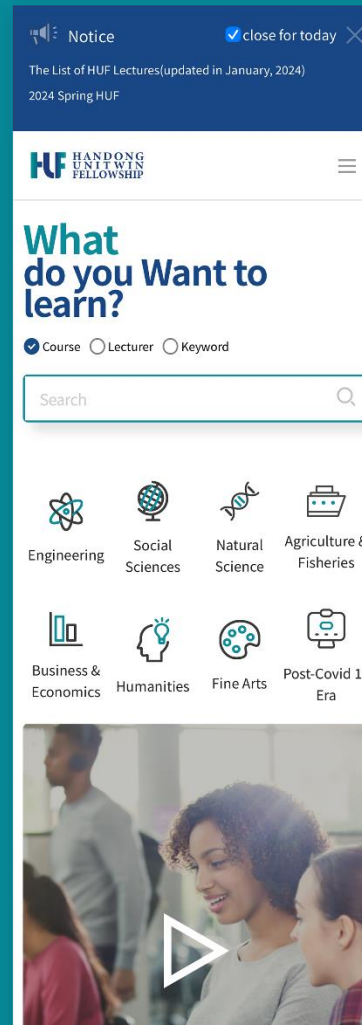 Notice
close for today
The List of HUF Lectures(updated in January, 2024)
2024 Spring HUF
HUF HANDONG
UNITWIN
FELLOWSHIP
What
do you Want to
learn?
Course Lecturer Keyword
Search
Engineering
Social
Sciences
Natural
Science
Agriculture &
Fisheries
Business &
Economics
Humanities
Fine Arts
Post-Covid 1
Era